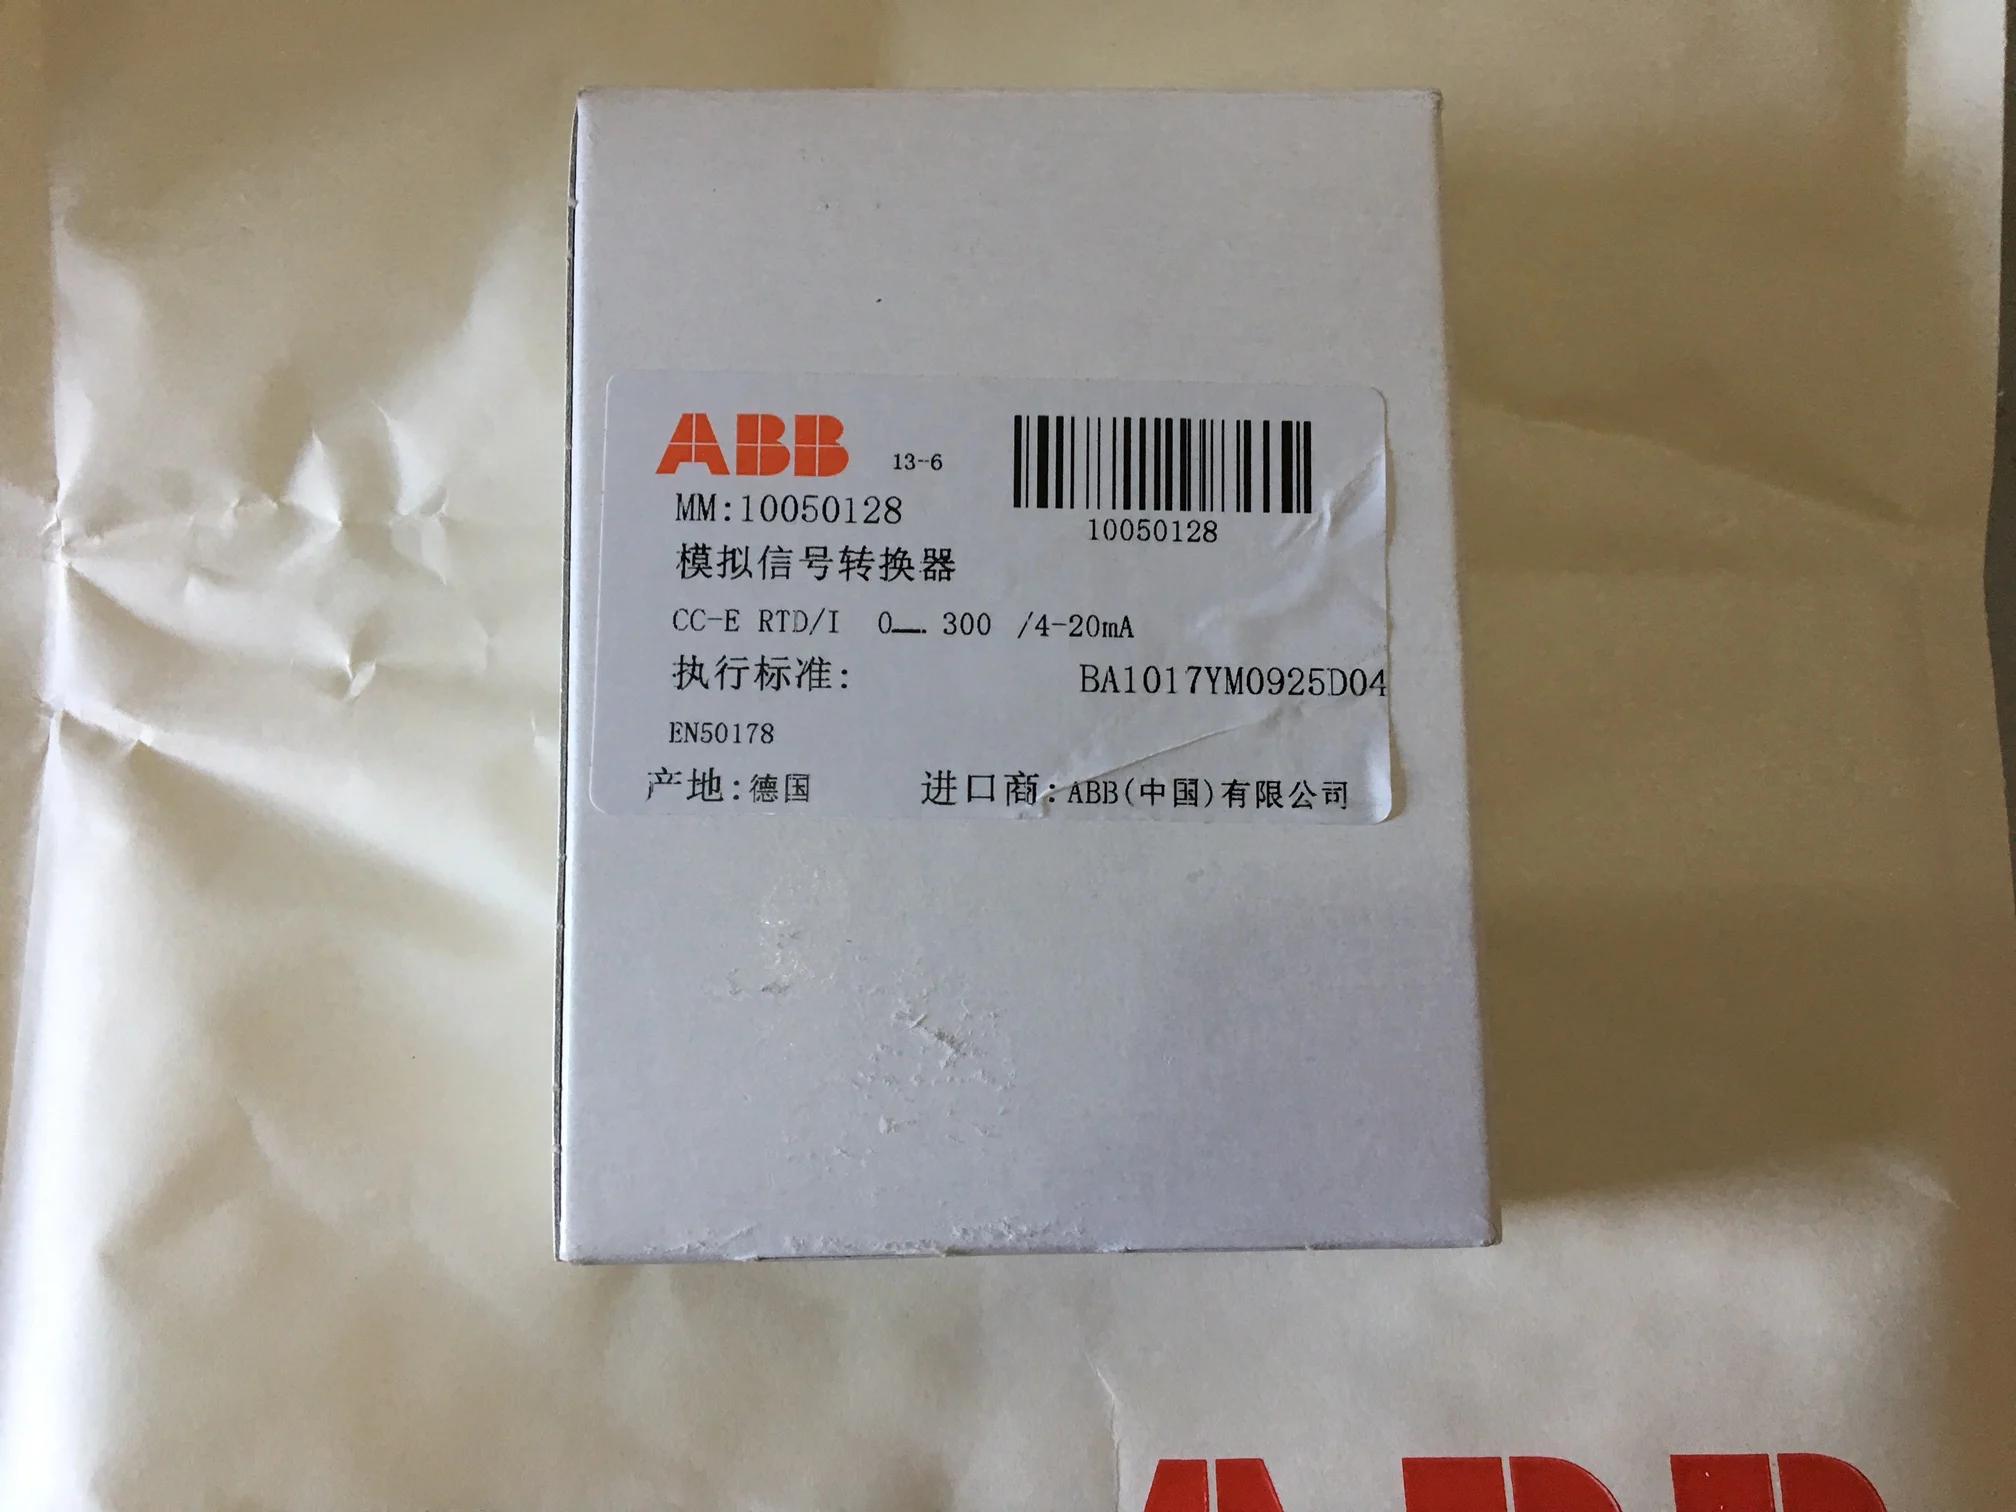 ABB 13-6
MM:10050128
10050128
模拟信号转换器
CC-E RTD/I 0—. 300 /4-20mA
执行标准: BA1017YM0925D04
EN50178
产地:德国 进口商:ABB(中国)有限公司
ABB